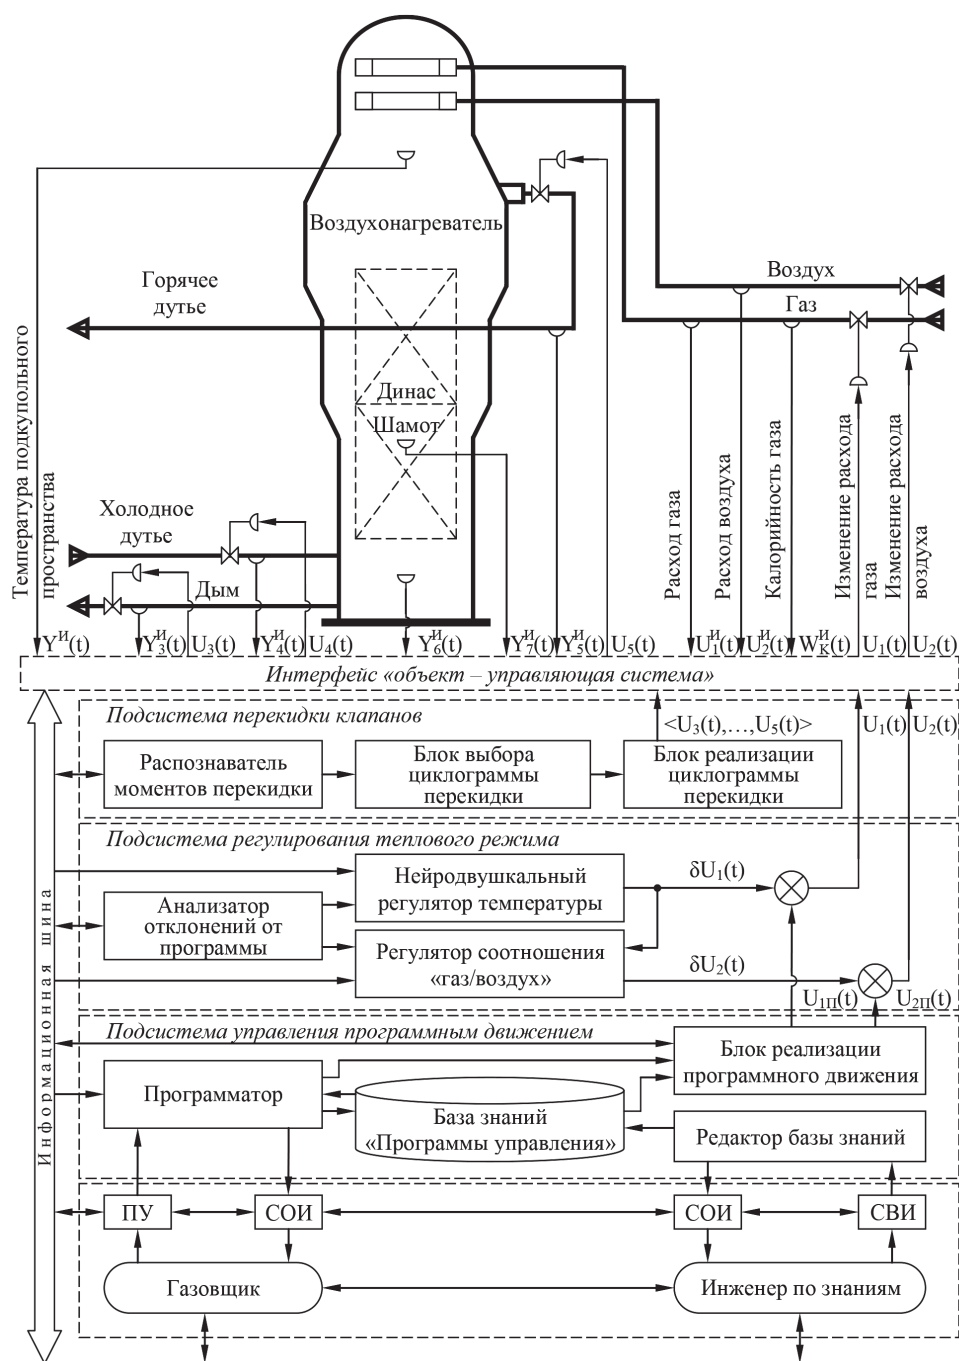 Воздухонагреватель
Горячее
дутье
Воздух
Газ
Динас
Шамот
Температура подкупольного
пространства
Холодное
дутье
Дым
Расход газа
Расход воздуха
Калорийность газа
Изменение расхода
газа
Изменение расхода
воздуха
Yᴵ(t) Y₃ᴵ(t) U₃(t) Y₄ᴵ(t) U₄(t) Y₆ᴵ(t) Y₇ᴵ(t) Y₅ᴵ(t) U₅(t) U₁ᴵ(t) U₂ᴵ(t) W_Kᴵ(t) U₁(t) U₂(t)
Интерфейс «объект – управляющая система»
Подсистема перекидки клапанов
<U₃(t),…,U₅(t)>
U₁(t) U₂(t)
Распознаватель
моментов перекидки
Блок выбора
циклограммы
перекидки
Блок реализации
циклограммы
перекидки
Подсистема регулирования теплового режима
Нейродвушкальный
регулятор температуры
δU₁(t)
Анализатор
отклонений от
программы
Регулятор соотношения
«газ/воздух»
δU₂(t)
U₁П(t) U₂П(t)
Информационная шина
Подсистема управления программным движением
Блок реализации
программного движения
Программатор
База знаний
«Программы управления»
Редактор базы знаний
ПУ
СОИ
СОИ
СВИ
Газовщик
Инженер по знаниям